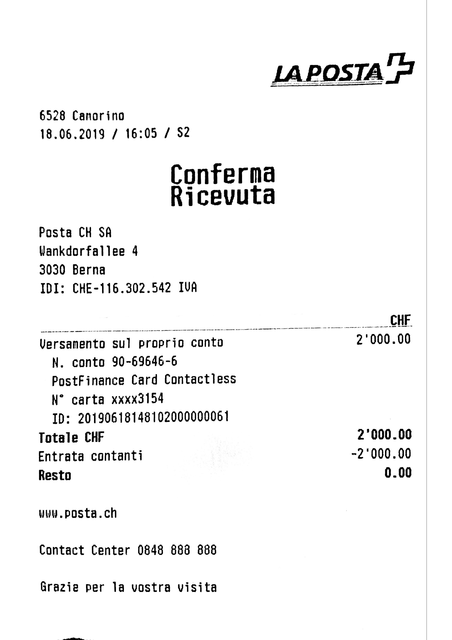 LA POSTA
6528 Camorino
18.06.2019 / 16:05 / S2
Conferma
Ricevuta
Posta CH SA
Wankdorfallee 4
3030 Berna
IDI: CHE-116.302.542 IVA
CHF
Versamento sul proprio conto 2'000.00
N. conto 90-69646-6
PostFinance Card Contactless
N° carta xxxx3154
ID: 20190618148102000000061
Totale CHF 2'000.00
Entrata contanti -2'000.00
Resto 0.00
www.posta.ch
Contact Center 0848 888 888
Grazie per la vostra visita